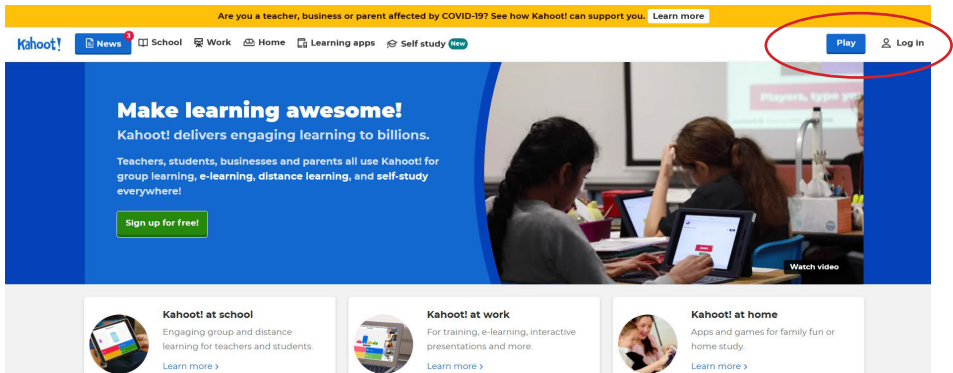 Are you a teacher, business or parent affected by COVID-19? See how Kahoot! can support you. Learn more
Kahoot! News 3 School Work Home Learning apps Self study New Play Log in
Make learning awesome!
Kahoot! delivers engaging learning to billions.
Teachers, students, businesses and parents all use Kahoot! for
group learning, e-learning, distance learning, and self-study
everywhere!
Sign up for free!
Players, type
Watch video
Kahoot! at school
Engaging group and distance
learning for teachers and students.
Learn more >
Kahoot! at work
For training, e-learning, interactive
presentations and more.
Learn more >
Kahoot! at home
Apps and games for family fun or
home study.
Learn more >